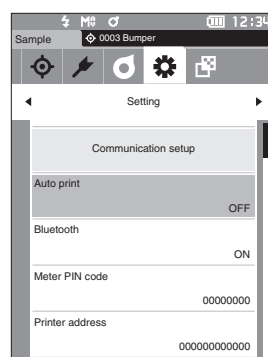 M 12:34
Sample 0003 Bumper
Setting
Communication setup
Auto print
OFF
Bluetooth
ON
Meter PIN code
00000000
Printer address
000000000000